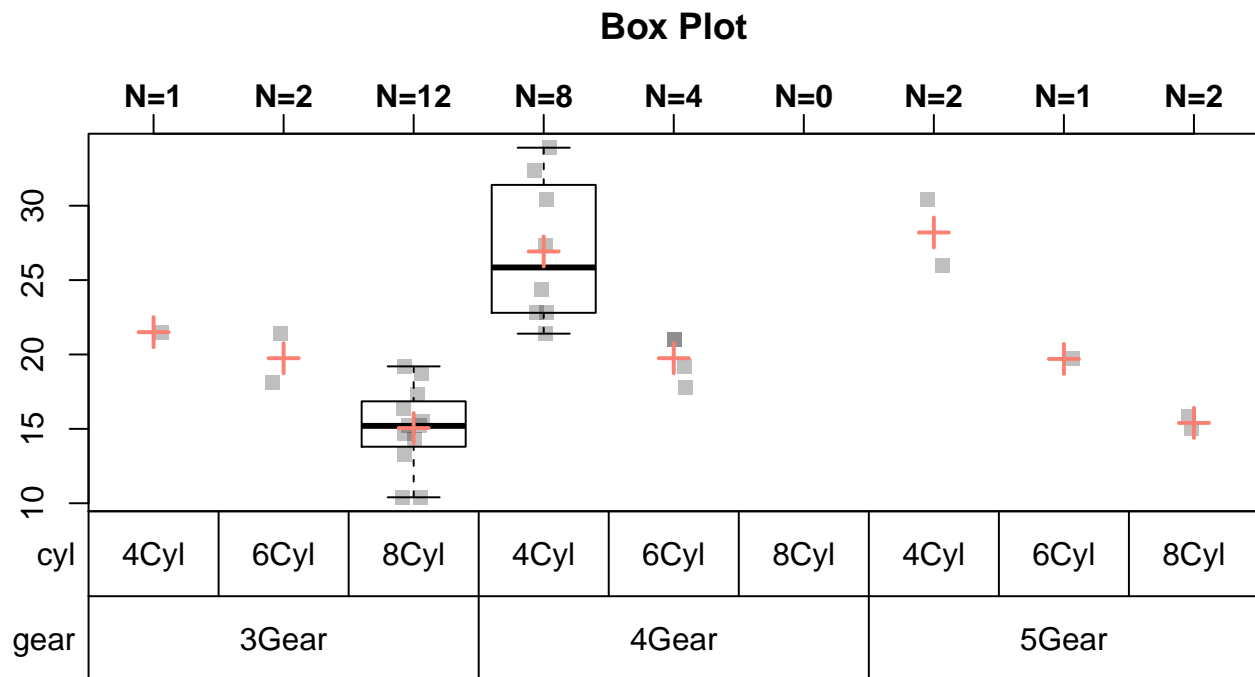 Box Plot
N=1 N=2 N=12 N=8 N=4 N=0 N=2 N=1 N=2
30
25
20
15
10
cyl 4Cyl 6Cyl 8Cyl 4Cyl 6Cyl 8Cyl 4Cyl 6Cyl 8Cyl
gear 3Gear 4Gear 5Gear